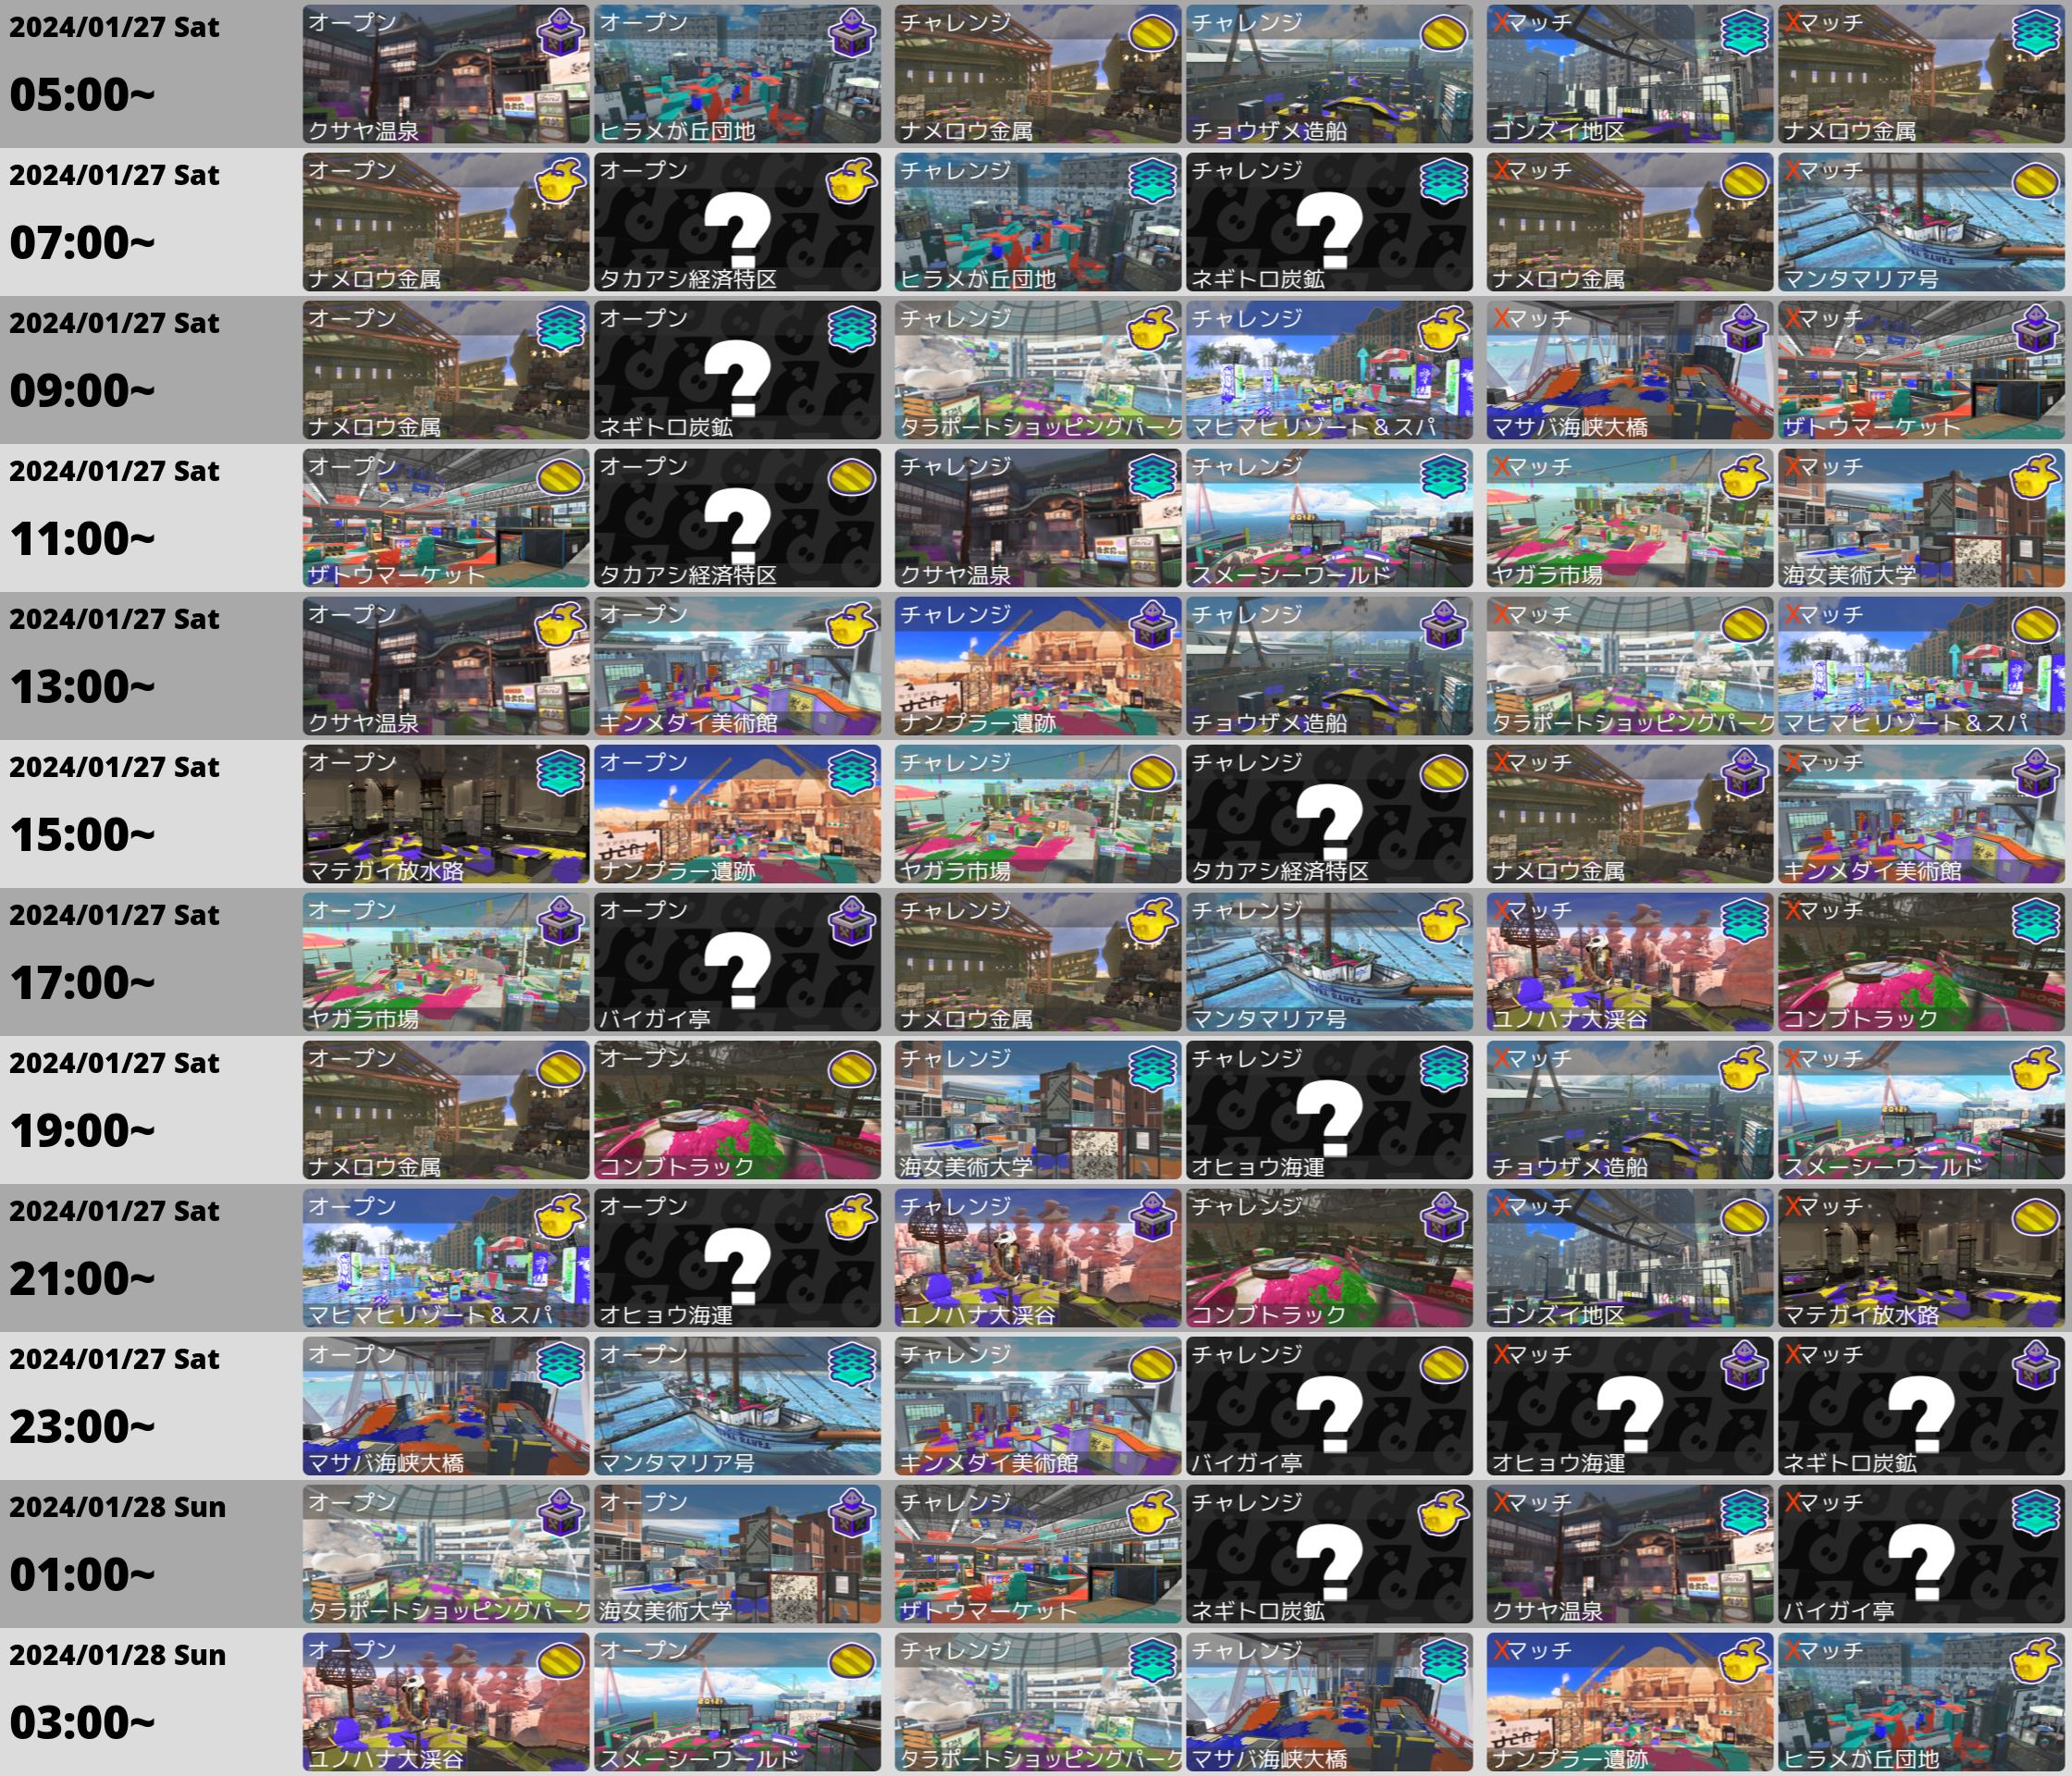 2024/01/27 Sat
05:00~
オープン
クサヤ温泉
オープン
ヒラメが丘団地
チャレンジ
ナメロウ金属
チャレンジ
チョウザメ造船
Xマッチ
ゴンズイ地区
Xマッチ
ナメロウ金属
2024/01/27 Sat
07:00~
オープン
ナメロウ金属
オープン
?
タカアシ経済特区
チャレンジ
ヒラメが丘団地
チャレンジ
?
ネギトロ炭鉱
Xマッチ
ナメロウ金属
Xマッチ
マンタマリア号
2024/01/27 Sat
09:00~
オープン
ナメロウ金属
オープン
?
ネギトロ炭鉱
チャレンジ
タラポートショッピングパーク
チャレンジ
マヒマヒリゾート&スパ
Xマッチ
マサバ海峡大橋
Xマッチ
ザトウマーケット
2024/01/27 Sat
11:00~
オープン
ザトウマーケット
オープン
?
タカアシ経済特区
チャレンジ
クサヤ温泉
チャレンジ
スメーシーワールド
Xマッチ
ヤガラ市場
Xマッチ
海女美術大学
2024/01/27 Sat
13:00~
オープン
クサヤ温泉
オープン
キンメダイ美術館
チャレンジ
ナンプラー遺跡
チャレンジ
チョウザメ造船
Xマッチ
タラポートショッピングパーク
Xマッチ
マヒマヒリゾート&スパ
2024/01/27 Sat
15:00~
オープン
マテガイ放水路
オープン
ナンプラー遺跡
チャレンジ
ヤガラ市場
チャレンジ
?
タカアシ経済特区
Xマッチ
ナメロウ金属
Xマッチ
キンメダイ美術館
2024/01/27 Sat
17:00~
オープン
ヤガラ市場
オープン
?
バイガイ亭
チャレンジ
ナメロウ金属
チャレンジ
マンタマリア号
Xマッチ
ユノハナ大渓谷
Xマッチ
コンブトラック
2024/01/27 Sat
19:00~
オープン
ナメロウ金属
オープン
コンブトラック
チャレンジ
海女美術大学
チャレンジ
?
オヒョウ海運
Xマッチ
チョウザメ造船
Xマッチ
スメーシーワールド
2024/01/27 Sat
21:00~
オープン
マヒマヒリゾート&スパ
オープン
?
オヒョウ海運
チャレンジ
ユノハナ大渓谷
チャレンジ
コンブトラック
Xマッチ
ゴンズイ地区
Xマッチ
マテガイ放水路
2024/01/27 Sat
23:00~
オープン
マサバ海峡大橋
オープン
マンタマリア号
チャレンジ
キンメダイ美術館
チャレンジ
?
バイガイ亭
Xマッチ
?
オヒョウ海運
Xマッチ
?
ネギトロ炭鉱
2024/01/28 Sun
01:00~
オープン
タラポートショッピングパーク
オープン
海女美術大学
チャレンジ
ザトウマーケット
チャレンジ
?
ネギトロ炭鉱
Xマッチ
クサヤ温泉
Xマッチ
?
バイガイ亭
2024/01/28 Sun
03:00~
オープン
ユノハナ大渓谷
オープン
スメーシーワールド
チャレンジ
タラポートショッピングパーク
チャレンジ
マサバ海峡大橋
Xマッチ
ナンプラー遺跡
Xマッチ
ヒラメが丘団地